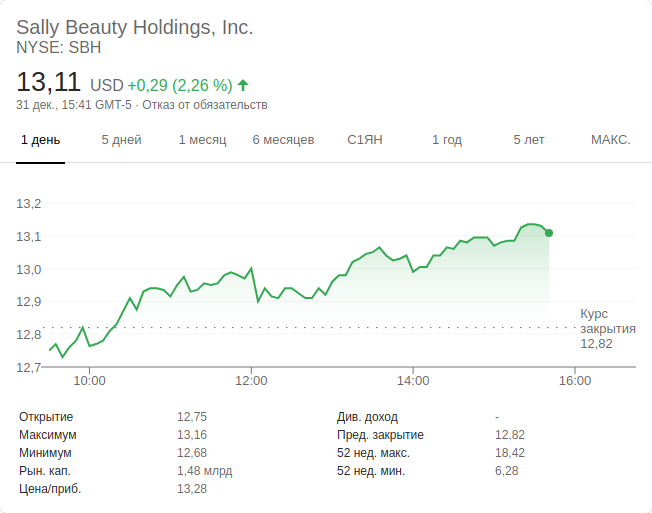 Sally Beauty Holdings, Inc.
NYSE: SBH
13,11 USD +0,29 (2,26 %)
31 дек., 15:41 GMT-5 · Отказ от обязательств
1 день 5 дней 1 месяц 6 месяцев С1ЯН 1 год 5 лет МАКС.
13,2
13,1
13,0
12,9
12,8
12,7
Курс
закрытия
12,82
10:00 12:00 14:00 16:00
Открытие 12,75 Див. доход -
Максимум 13,16 Пред. закрытие 12,82
Минимум 12,68 52 нед. макс. 18,42
Рын. кап. 1,48 млрд 52 нед. мин. 6,28
Цена/приб. 13,28